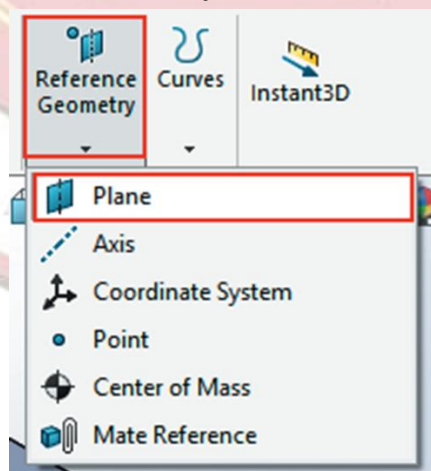 Reference
Geometry
Curves
Instant3D
Plane
Axis
Coordinate System
Point
Center of Mass
Mate Reference